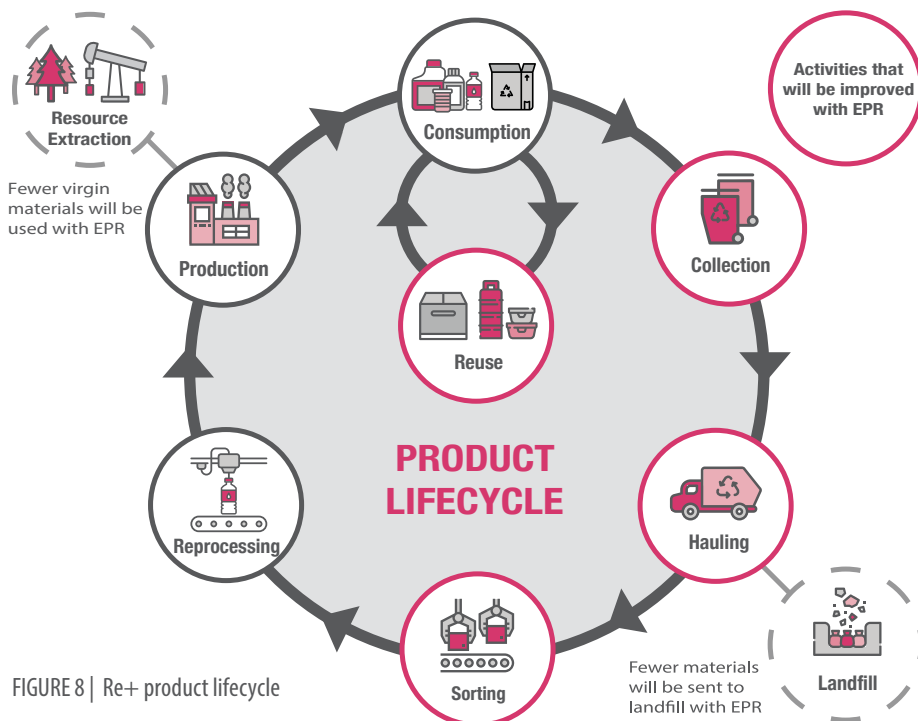 Resource
Extraction
Fewer virgin
materials will be
used with EPR
Production
Consumption
Activities that
will be improved
with EPR
Collection
Reuse
PRODUCT
LIFECYCLE
Reprocessing
Hauling
Sorting
Fewer materials
will be sent to
landfill with EPR
Landfill
FIGURE 8 | Re+ product lifecycle